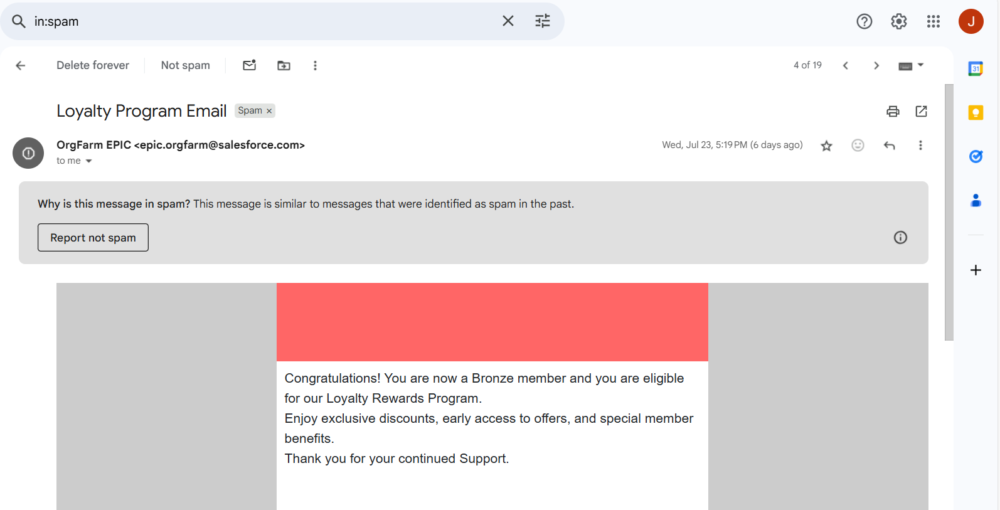 in:spam
J
Delete forever
Not spam
4 of 19
31
Loyalty Program Email
Spam ×
OrgFarm EPIC <epic.orgfarm@salesforce.com>
Wed, Jul 23, 5:19 PM (6 days ago)
to me
Why is this message in spam? This message is similar to messages that were identified as spam in the past.
Report not spam
Congratulations! You are now a Bronze member and you are eligible
for our Loyalty Rewards Program.
Enjoy exclusive discounts, early access to offers, and special member
benefits.
Thank you for your continued Support.